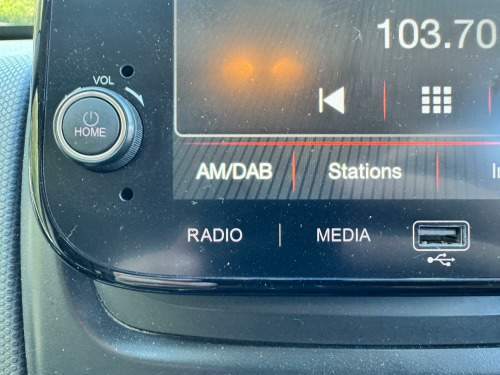 VOL
HOME
103.70
AM/DAB
Stations
RADIO
MEDIA